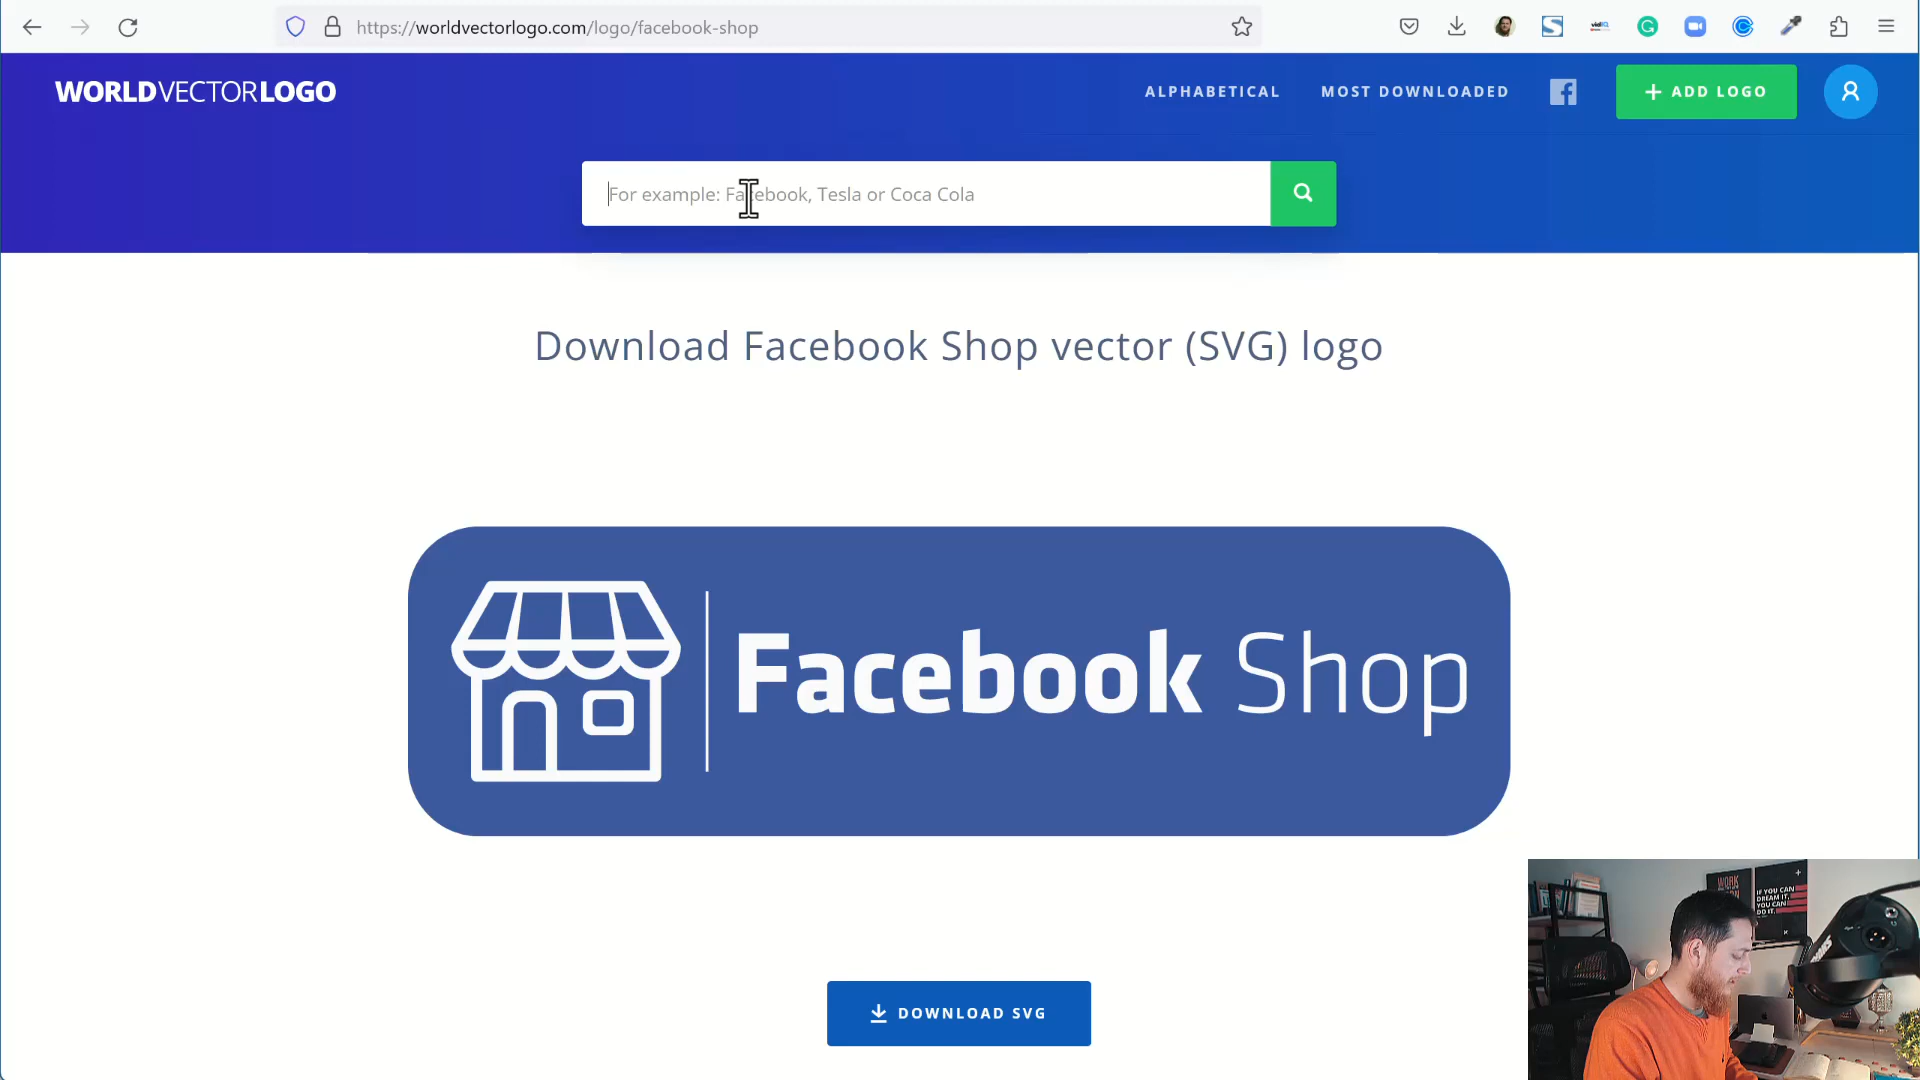 https://worldvectorlogo.com/logo/facebook-shop
WORLDVECTORLOGO
ALPHABETICAL
MOST DOWNLOADED
+ ADD LOGO
For example: Facebook, Tesla or Coca Cola
Download Facebook Shop vector (SVG) logo
Facebook Shop
DOWNLOAD SVG
WORK
IF YOU CAN
DREAM IT,
YOU CAN
DO IT.